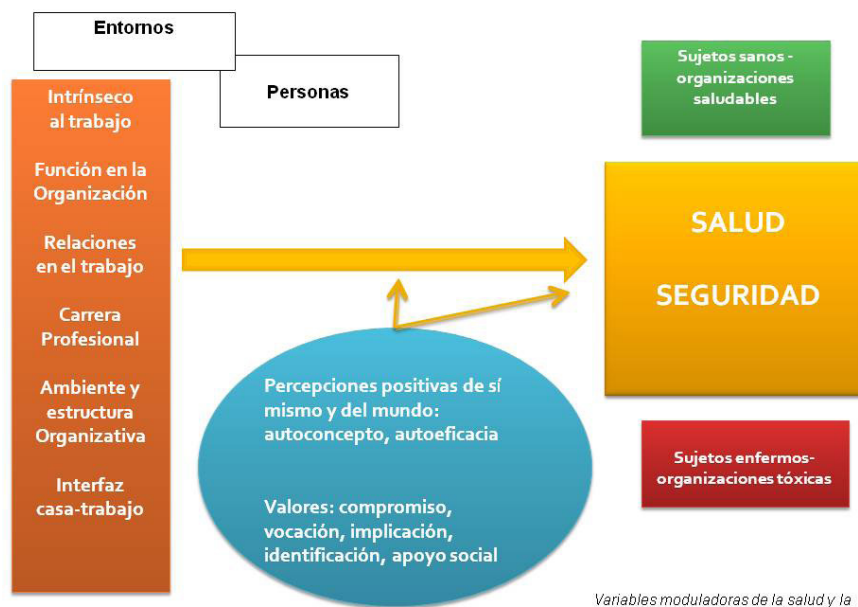 Entornos
Personas
Intrínseco
al trabajo
Función en la
Organización
Relaciones
en el trabajo
Carrera
Profesional
Ambiente y
estructura
Organizativa
Interfaz
casa-trabajo
Percepciones positivas de sí
mismo y del mundo:
autoconcepto, autoeficacia
Valores: compromiso,
vocación, implicación,
identificación, apoyo social
Sujetos sanos -
organizaciones
saludables
SALUD
SEGURIDAD
Sujetos enfermos-
organizaciones tóxicas
Variables moduladoras de la salud y la